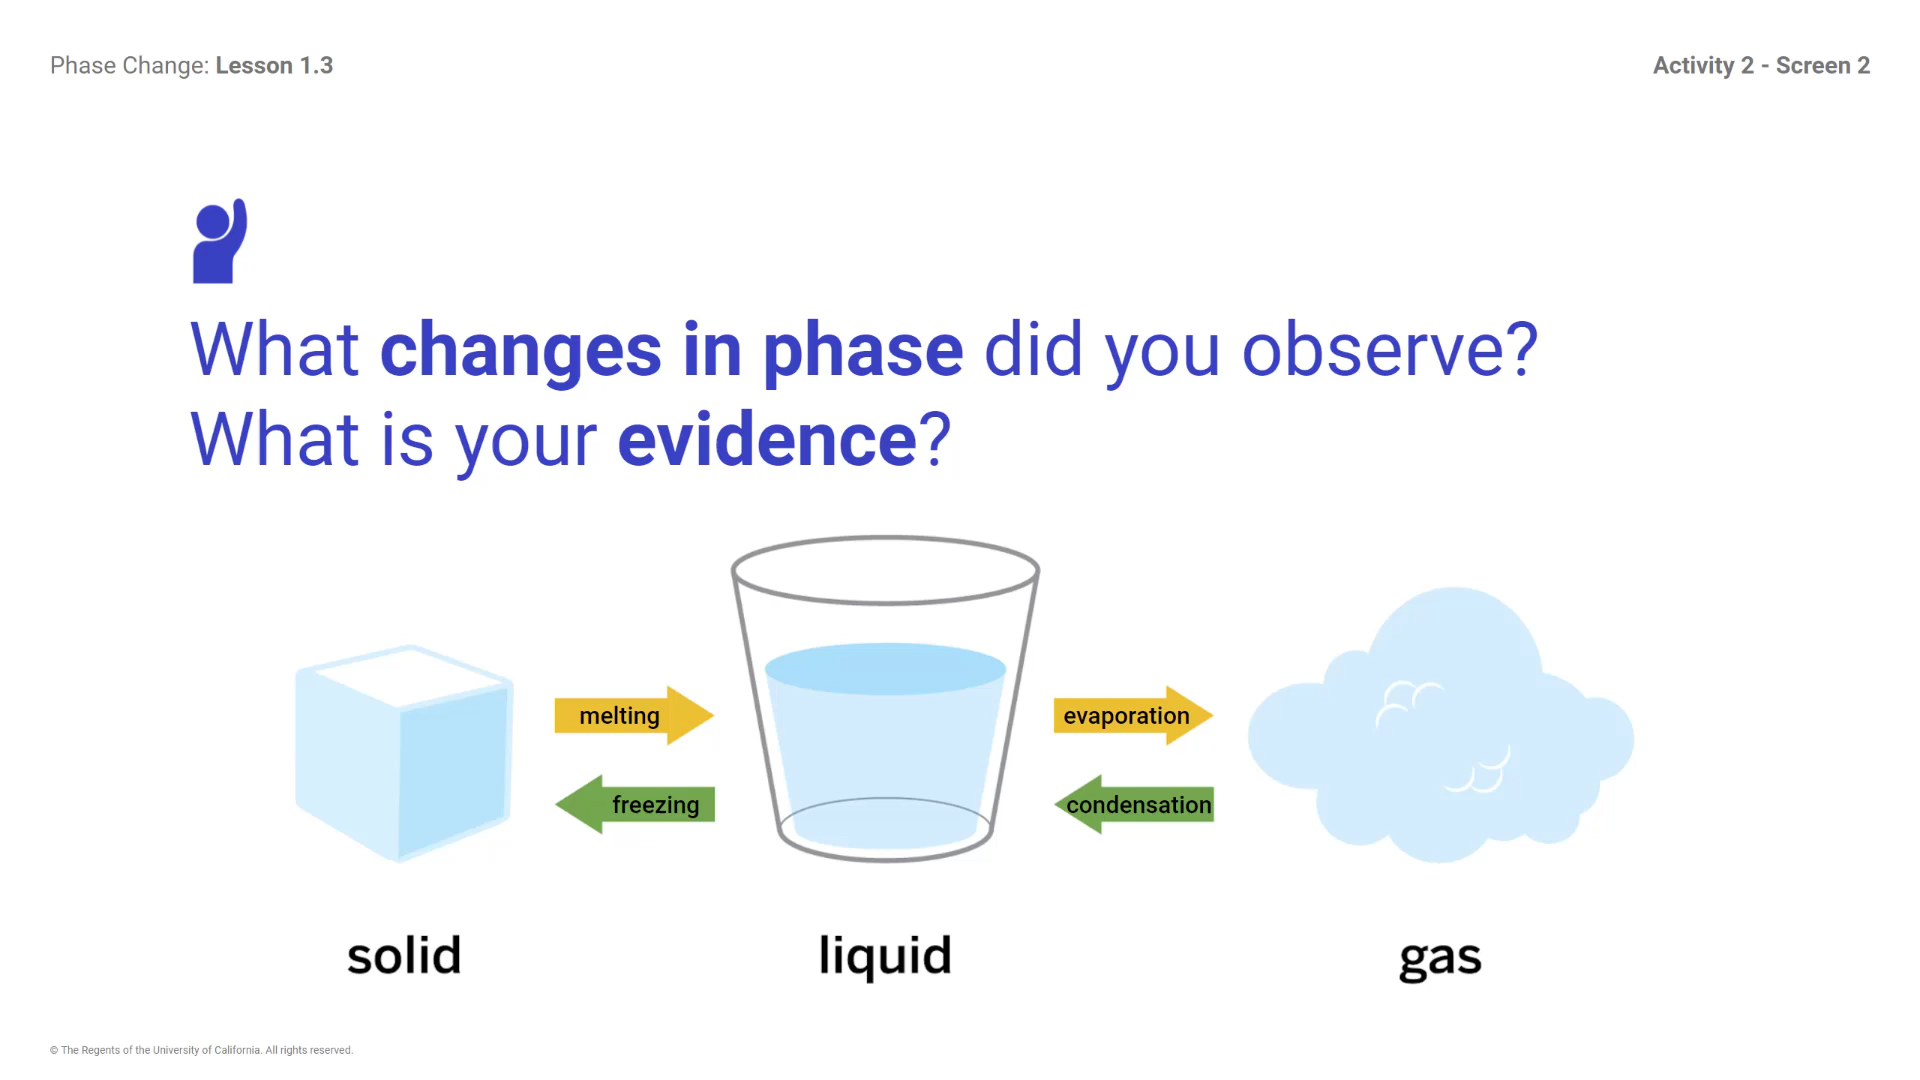 Phase Change: Lesson 1.3
Activity 2 - Screen 2
What changes in phase did you observe?
What is your evidence?
melting
evaporation
freezing
condensation
solid
liquid
gas
© The Regents of the University of California. All rights reserved.